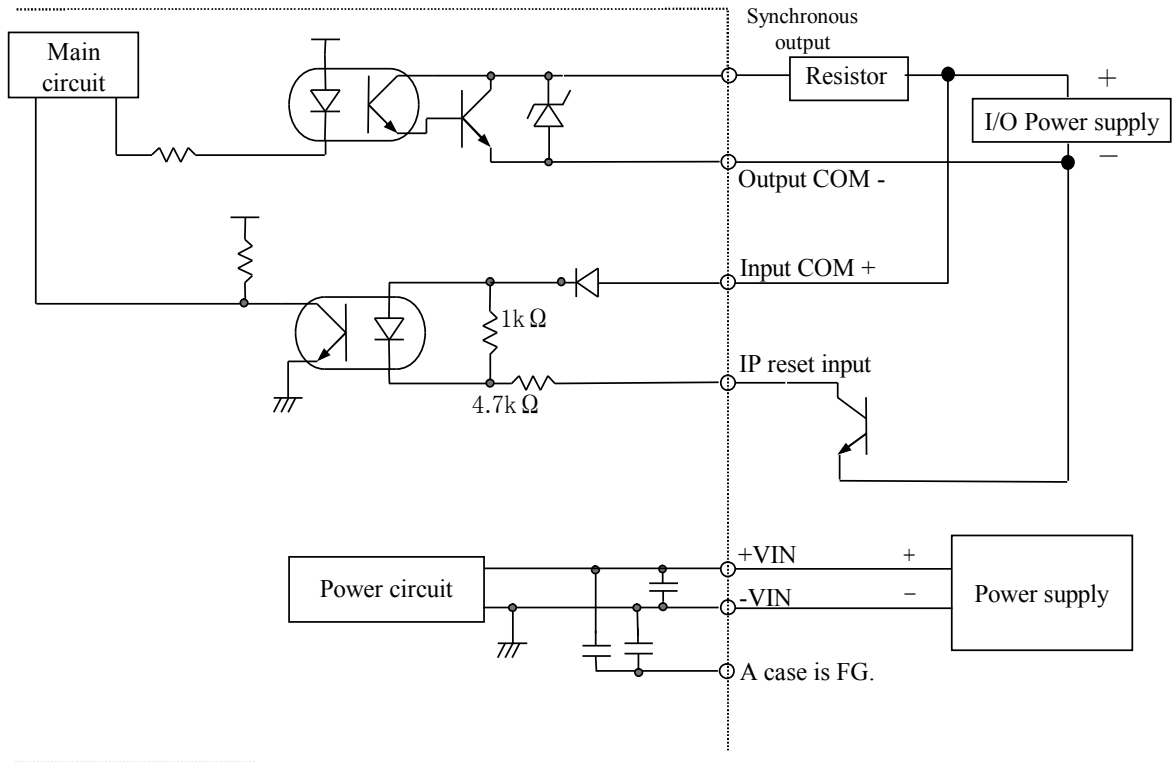 Synchronous
output
Main
circuit
Resistor
+
I/O Power supply
−
Output COM -
Input COM +
1k Ω
IP reset input
4.7k Ω
+VIN
+
Power circuit
-VIN
−
Power supply
A case is FG.